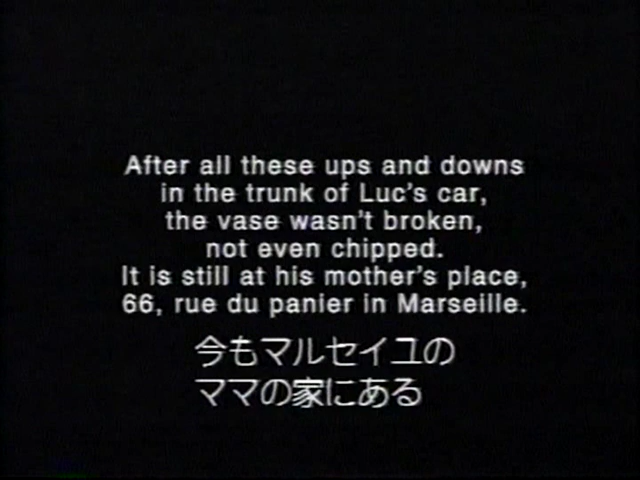 After all these ups and downs
in the trunk of Luc's car,
the vase wasn't broken,
not even chipped.
It is still at his mother's place,
66, rue du panier in Marseille.
今もマルセイユの
ママの家にある